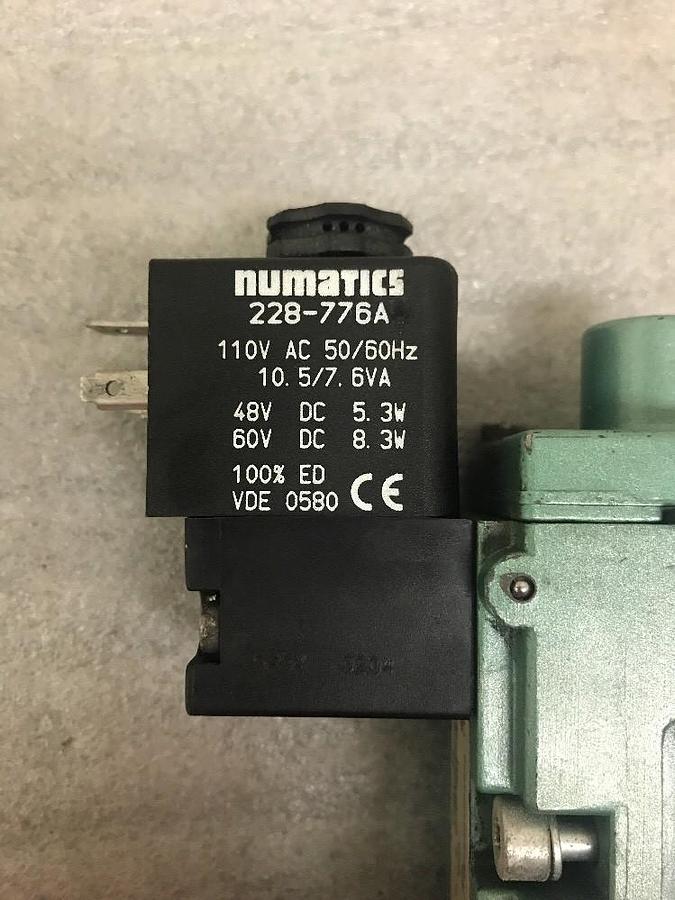 numatics
228-776A
110V AC 50/60Hz
10.5/7.6VA
48V DC 5.3W
60V DC 8.3W
100% ED
VDE 0580 CE